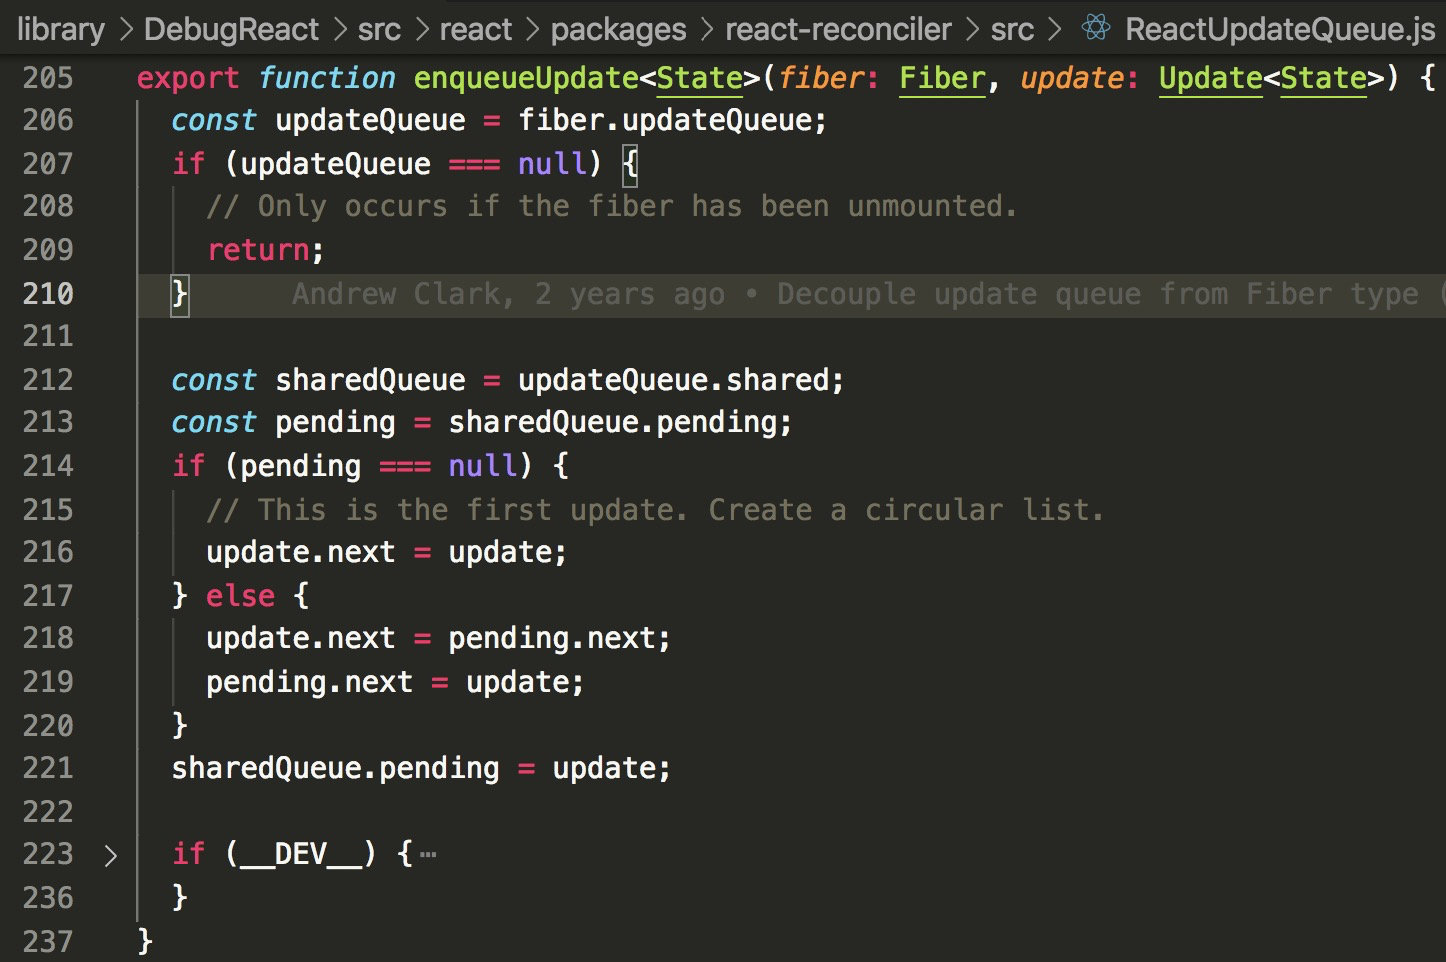 library > DebugReact > src > react > packages > react-reconciler > src > ReactUpdateQueue.js
205 export function enqueueUpdate<State>(fiber: Fiber, update: Update<State>) {
206 const updateQueue = fiber.updateQueue;
207 if (updateQueue === null) {
208 // Only occurs if the fiber has been unmounted.
209 return;
210 } Andrew Clark, 2 years ago • Decouple update queue from Fiber type (
211
212 const sharedQueue = updateQueue.shared;
213 const pending = sharedQueue.pending;
214 if (pending === null) {
215 // This is the first update. Create a circular list.
216 update.next = update;
217 } else {
218 update.next = pending.next;
219 pending.next = update;
220 }
221 sharedQueue.pending = update;
222
223 > if (__DEV__) {…
236 }
237 }